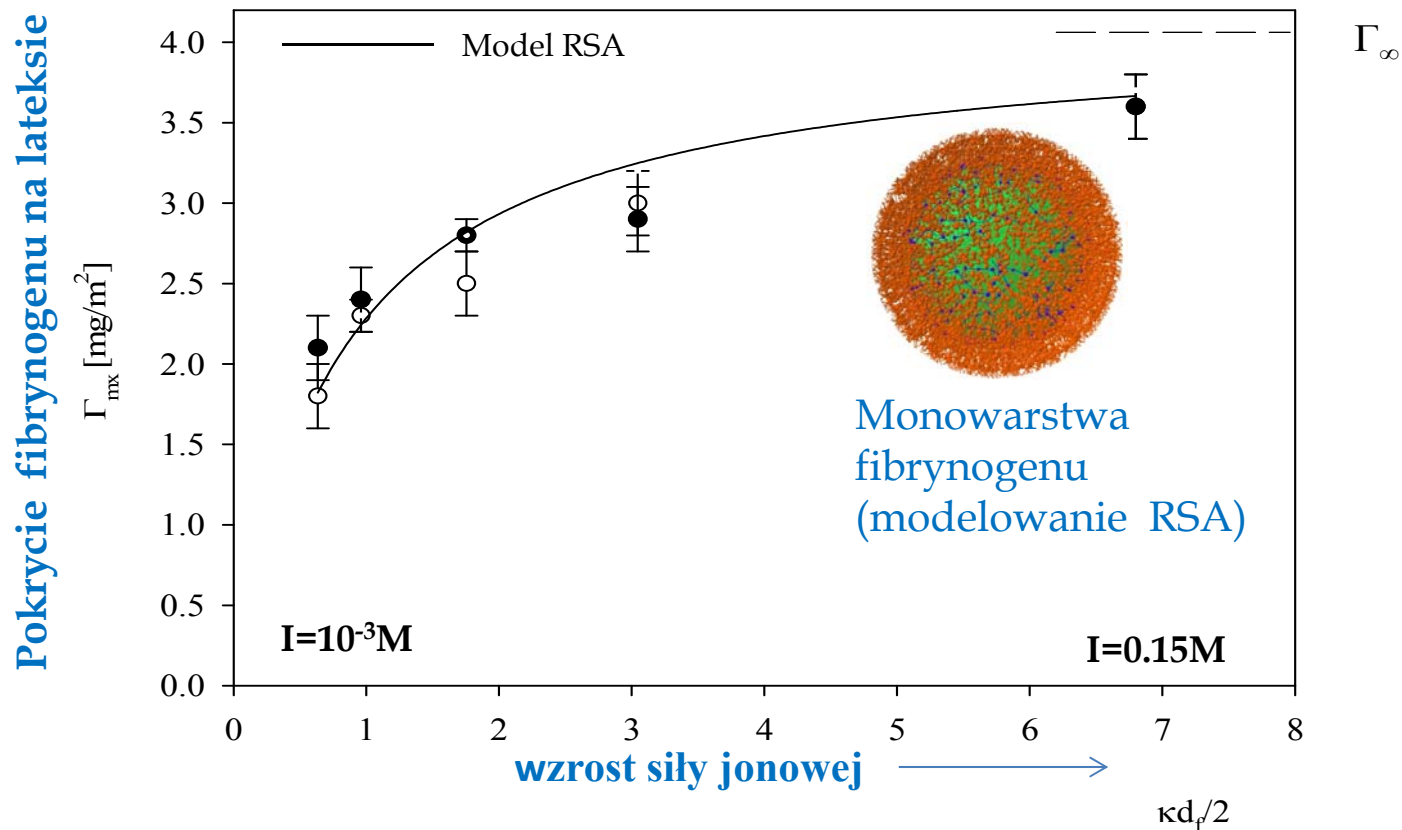 Pokrycie fibrynogenu na lateksie
Γmx [mg/m²]
4.0
3.5
3.0
2.5
2.0
1.5
1.0
0.5
0.0
Model RSA
Γ∞
Monowarstwa
fibrynogenu
(modelowanie RSA)
I=10⁻³M
I=0.15M
0 1 2 3 4 5 6 7 8
wzrost siły jonowej
κdf/2